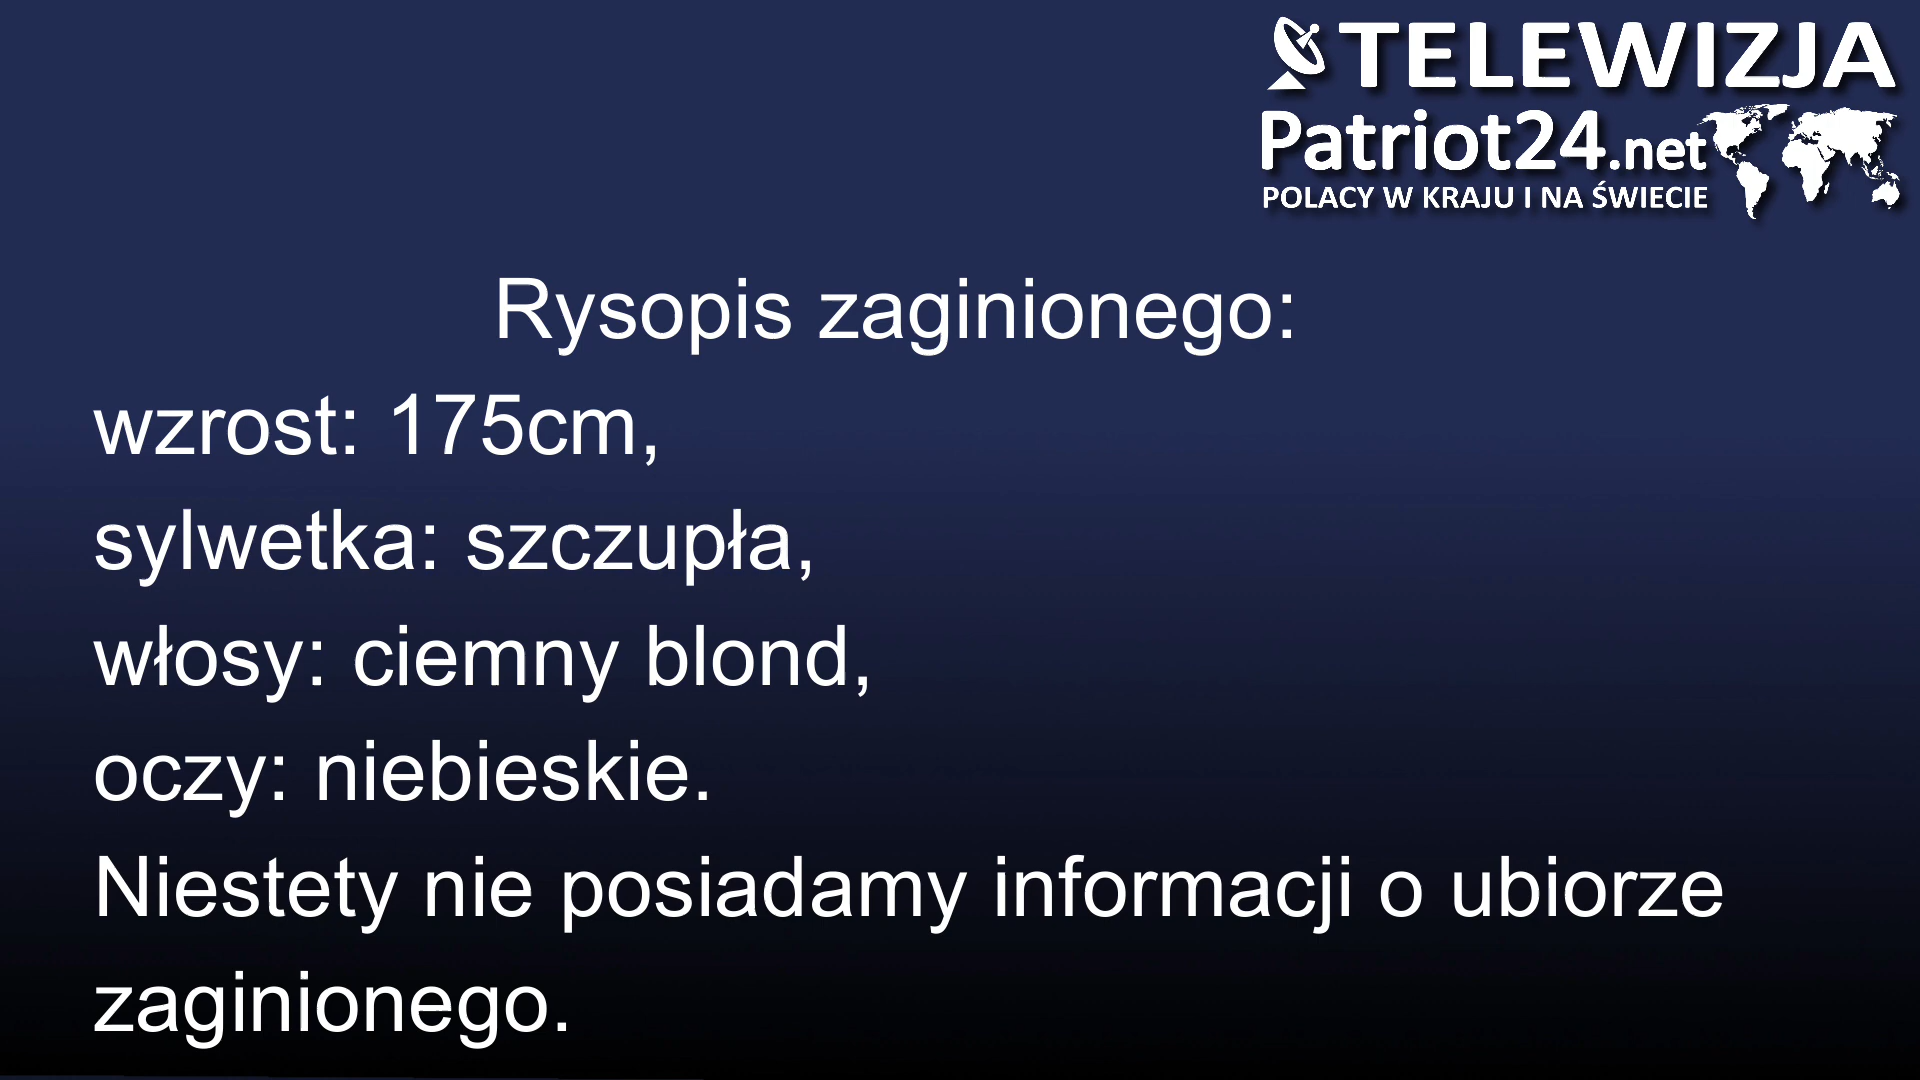 TELEWIZJA
Patriot24.net
POLACY W KRAJU I NA ŚWIECIE
Rysopis zaginionego:
wzrost: 175cm,
sylwetka: szczupła,
włosy: ciemny blond,
oczy: niebieskie.
Niestety nie posiadamy informacji o ubiorze
zaginionego.